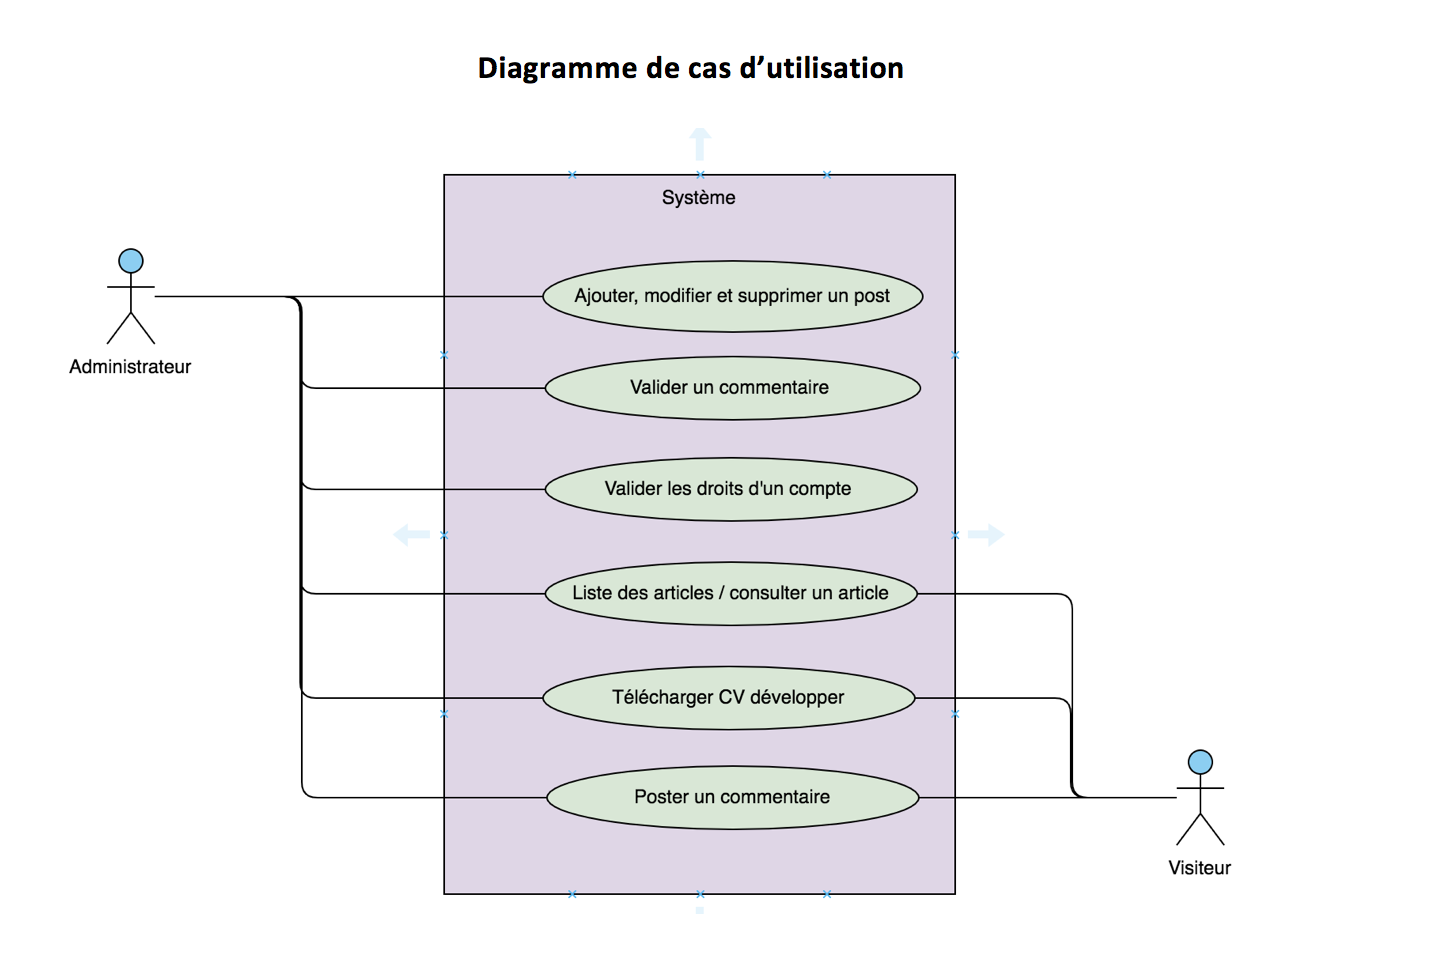 Diagramme de cas d’utilisation
Système
Ajouter, modifier et supprimer un post
Administrateur
Valider un commentaire
Valider les droits d'un compte
Liste des articles / consulter un article
Télécharger CV développer
Poster un commentaire
Visiteur